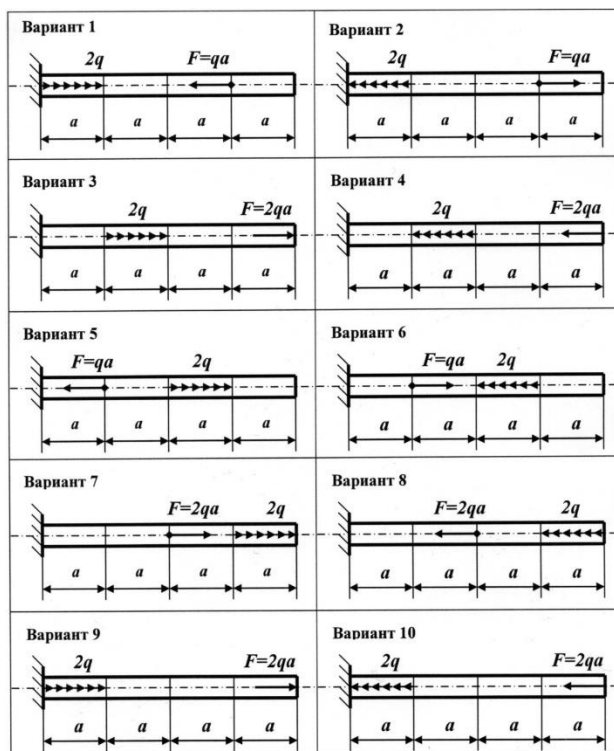 Вариант 1
2q F=qa
a a a a
Вариант 2
2q F=qa
a a a a
Вариант 3
2q F=2qa
a a a a
Вариант 4
2q F=2qa
a a a a
Вариант 5
F=qa 2q
a a a a
Вариант 6
F=qa 2q
a a a a
Вариант 7
F=2qa 2q
a a a a
Вариант 8
F=2qa 2q
a a a a
Вариант 9
2q F=2qa
a a a a
Вариант 10
2q F=2qa
a a a a